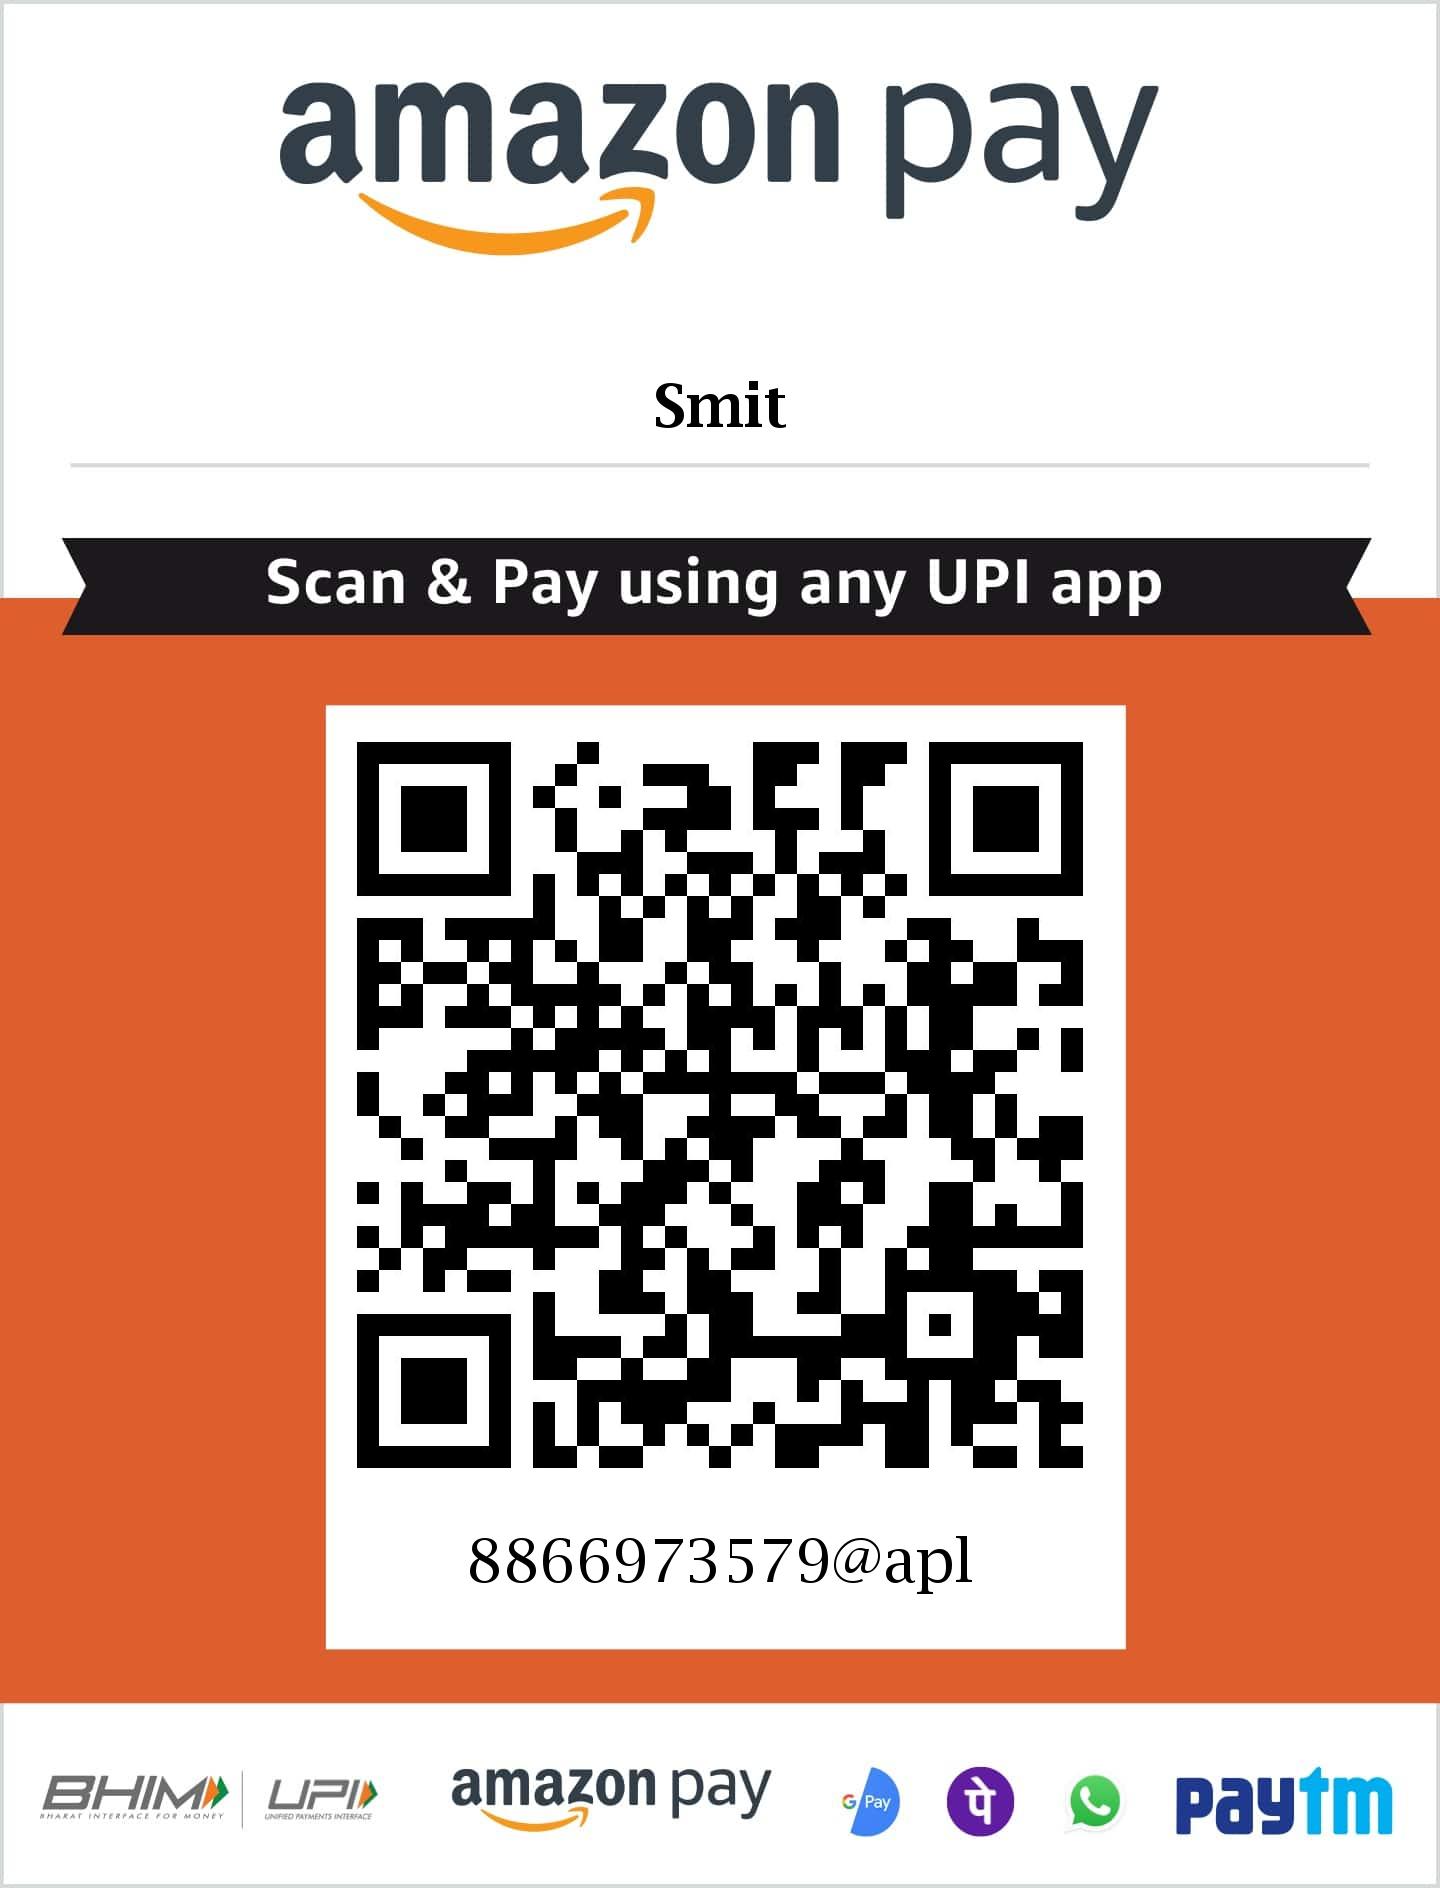 amazon pay
Smit
Scan & Pay using any UPI app
8866973579@apl
BHIM
BHARAT INTERFACE FOR MONEY
UPI
UNIFIED PAYMENTS INTERFACE
amazon pay
G Pay
पे
paytm